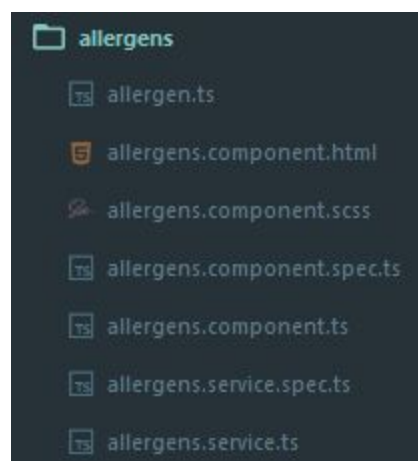 allergens
allergen.ts
allergens.component.html
allergens.component.scss
allergens.component.spec.ts
allergens.component.ts
allergens.service.spec.ts
allergens.service.ts